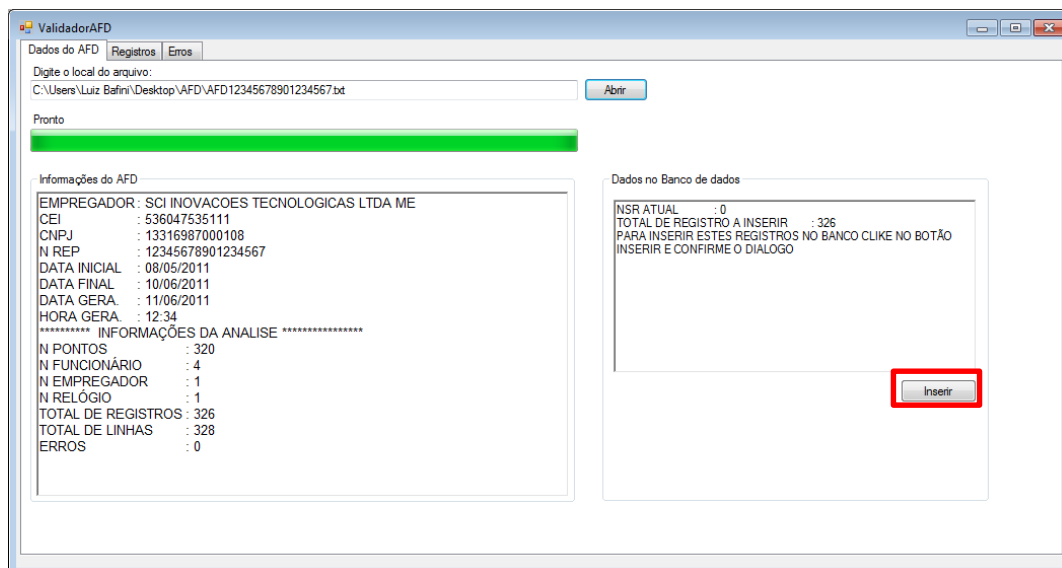 ValidadorAFD
Dados do AFD Registros Erros
Digite o local do arquivo:
C:\Users\Luiz Bafini\Desktop\AFD\AFD12345678901234567.txt Abrir
Pronto
Informações do AFD
EMPREGADOR : SCI INOVACOES TECNOLOGICAS LTDA ME
CEI : 536047535111
CNPJ : 13316987000108
N REP : 12345678901234567
DATA INICIAL : 08/05/2011
DATA FINAL : 10/06/2011
DATA GERA. : 11/06/2011
HORA GERA. : 12:34
********** INFORMAÇÕES DA ANALISE ****************
N PONTOS : 320
N FUNCIONÁRIO : 4
N EMPREGADOR : 1
N RELÓGIO : 1
TOTAL DE REGISTROS : 326
TOTAL DE LINHAS : 328
ERROS : 0
Dados no Banco de dados
NSR ATUAL : 0
TOTAL DE REGISTRO A INSERIR : 326
PARA INSERIR ESTES REGISTROS NO BANCO CLIKE NO BOTÃO
INSERIR E CONFIRME O DIALOGO
Inserir